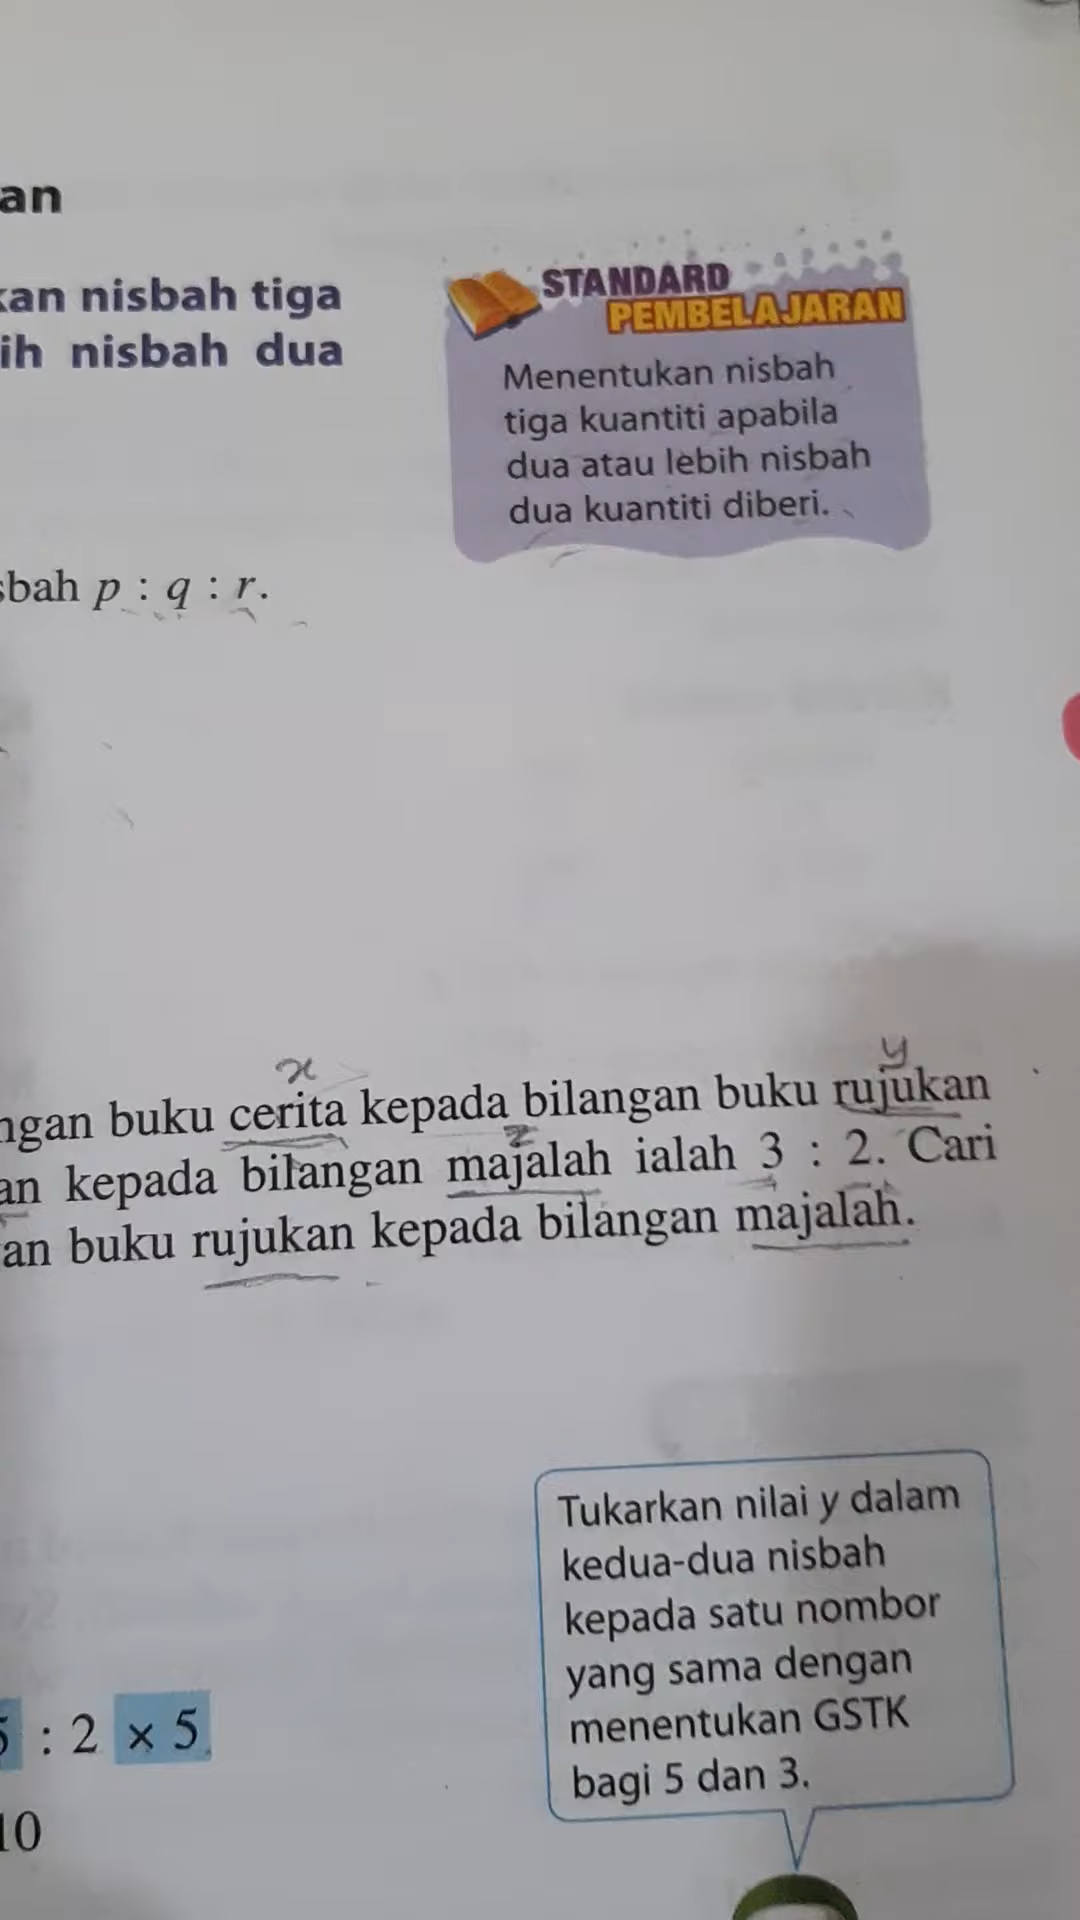 an
kan nisbah tiga
ih nisbah dua
STANDARD
PEMBELAJARAN
Menentukan nisbah
tiga kuantiti apabila
dua atau lebih nisbah
dua kuantiti diberi.
sbah p : q : r.
x
y
ngan buku cerita kepada bilangan buku rujukan
z
an kepada bilangan majalah ialah 3 : 2. Cari
an buku rujukan kepada bilangan majalah.
Tukarkan nilai y dalam
kedua-dua nisbah
kepada satu nombor
yang sama dengan
menentukan GSTK
bagi 5 dan 3.
5 : 2 × 5
10